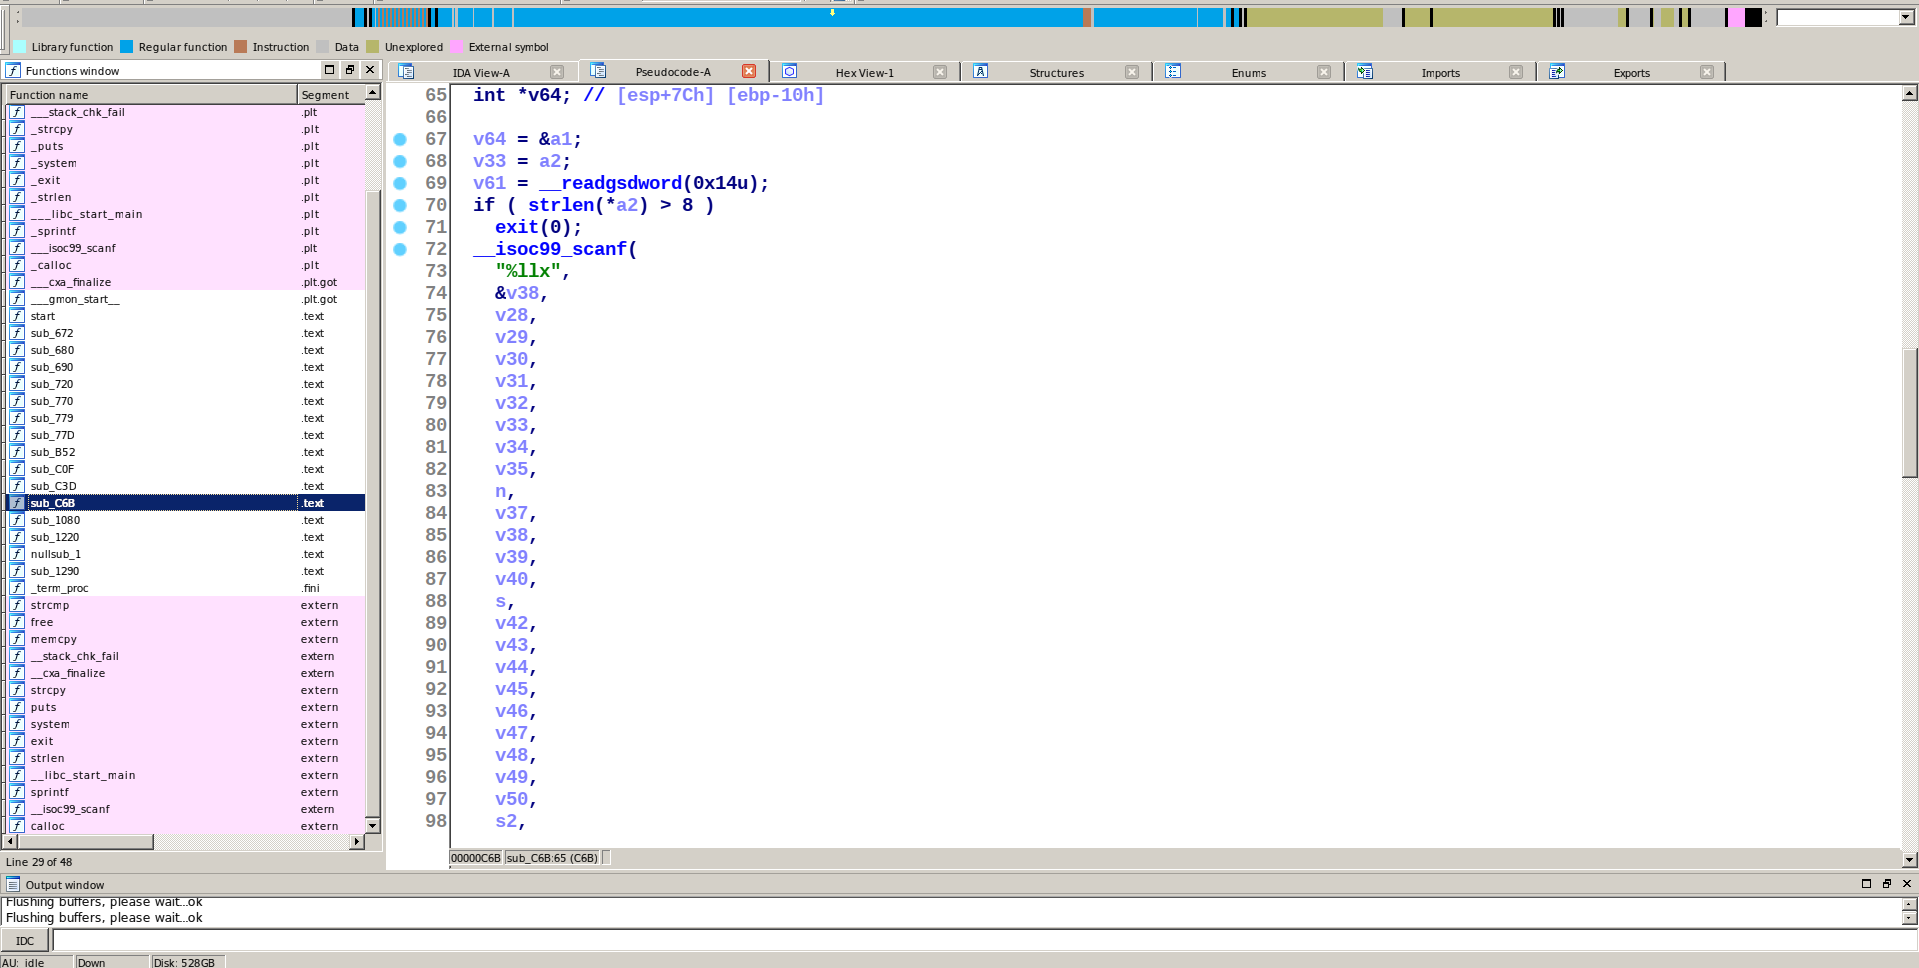 Library function Regular function Instruction Data Unexplored External symbol
Functions window
IDA View-A Pseudocode-A Hex View-1 Structures Enums Imports Exports
Function name Segment
___stack_chk_fail .plt
_strcpy .plt
_puts .plt
_system .plt
_exit .plt
_strlen .plt
___libc_start_main .plt
_sprintf .plt
___isoc99_scanf .plt
_calloc .plt
___cxa_finalize .plt.got
___gmon_start__ .plt.got
start .text
sub_672 .text
sub_680 .text
sub_690 .text
sub_720 .text
sub_770 .text
sub_779 .text
sub_77D .text
sub_B52 .text
sub_C0F .text
sub_C3D .text
sub_C6B .text
sub_1080 .text
sub_1220 .text
nullsub_1 .text
sub_1290 .text
_term_proc .fini
strcmp extern
free extern
memcpy extern
__stack_chk_fail extern
__cxa_finalize extern
strcpy extern
puts extern
system extern
exit extern
strlen extern
__libc_start_main extern
sprintf extern
__isoc99_scanf extern
calloc extern
Line 29 of 48
65 int *v64; // [esp+7Ch] [ebp-10h]
66
67 v64 = &a1;
68 v33 = a2;
69 v61 = __readgsdword(0x14u);
70 if ( strlen(*a2) > 8 )
71 exit(0);
72 __isoc99_scanf(
73 "%llx",
74 &v38,
75 v28,
76 v29,
77 v30,
78 v31,
79 v32,
80 v33,
81 v34,
82 v35,
83 n,
84 v37,
85 v38,
86 v39,
87 v40,
88 s,
89 v42,
90 v43,
91 v44,
92 v45,
93 v46,
94 v47,
95 v48,
96 v49,
97 v50,
98 s2,
00000C6B sub_C6B:65 (C6B)
Output window
Flushing buffers, please wait...ok
Flushing buffers, please wait...ok
IDC
AU: idle Down Disk: 528GB